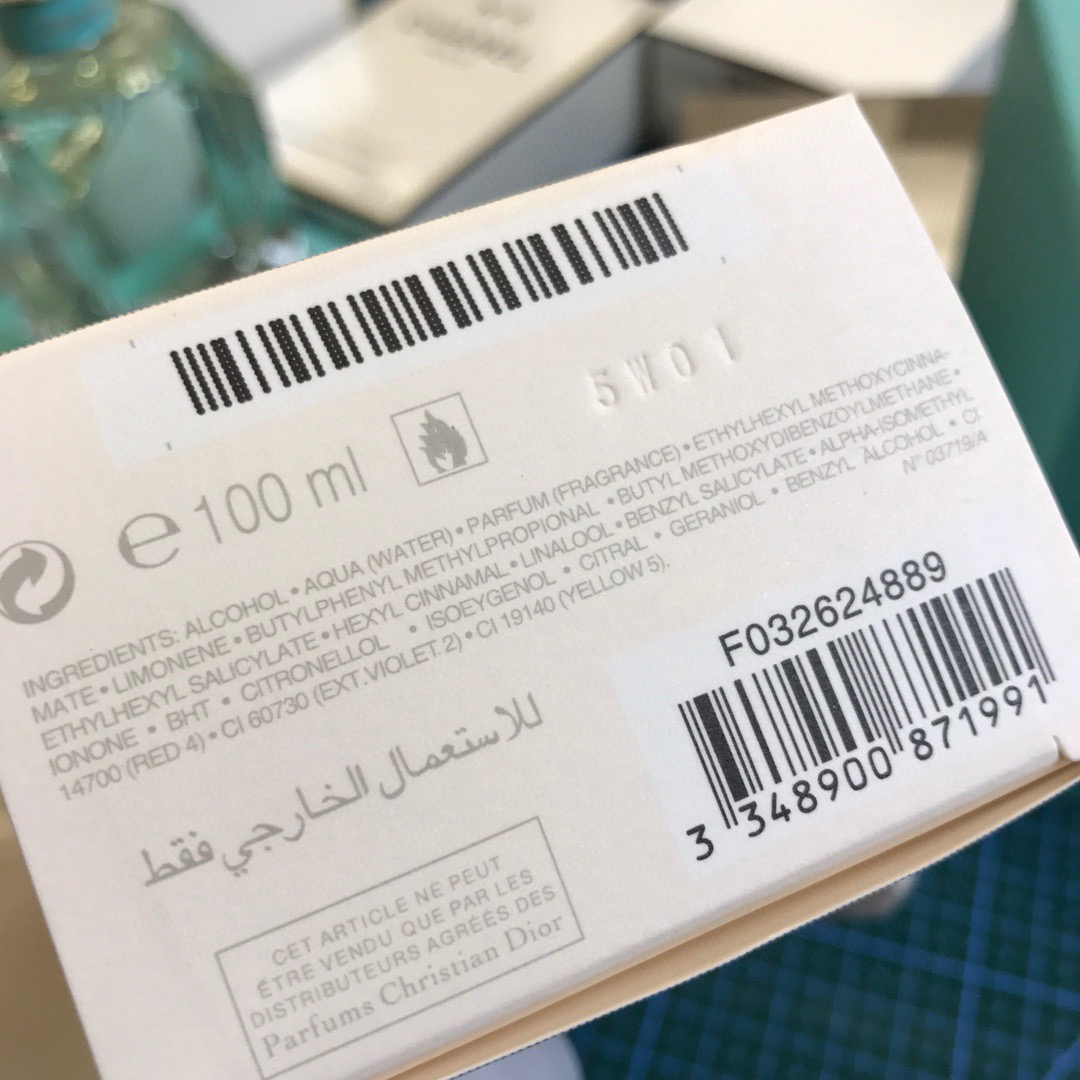 5W01
e 100 ml
INGREDIENTS: ALCOHOL • AQUA (WATER) • PARFUM (FRAGRANCE) • ETHYLHEXYL METHOXYCINNA-
MATE • LIMONENE • BUTYLPHENYL METHYLPROPIONAL • BUTYL METHOXYDIBENZOYLMETHANE •
ETHYLHEXYL SALICYLATE • HEXYL CINNAMAL • LINALOOL • BENZYL SALICYLATE • ALPHA-ISOMETHYL
IONONE • BHT • CITRONELLOL • ISOEYGENOL • CITRAL • GERANIOL • BENZYL ALCOHOL • CI
14700 (RED 4) • CI 60730 (EXT. VIOLET 2) • CI 19140 (YELLOW 5).
N° 03719/A
للاستعمال الخارجي فقط
F032624889
3 348900 871991
CET ARTICLE NE PEUT
ÊTRE VENDU QUE PAR LES
DISTRIBUTEURS AGRÉÉS DES
Parfums Christian Dior